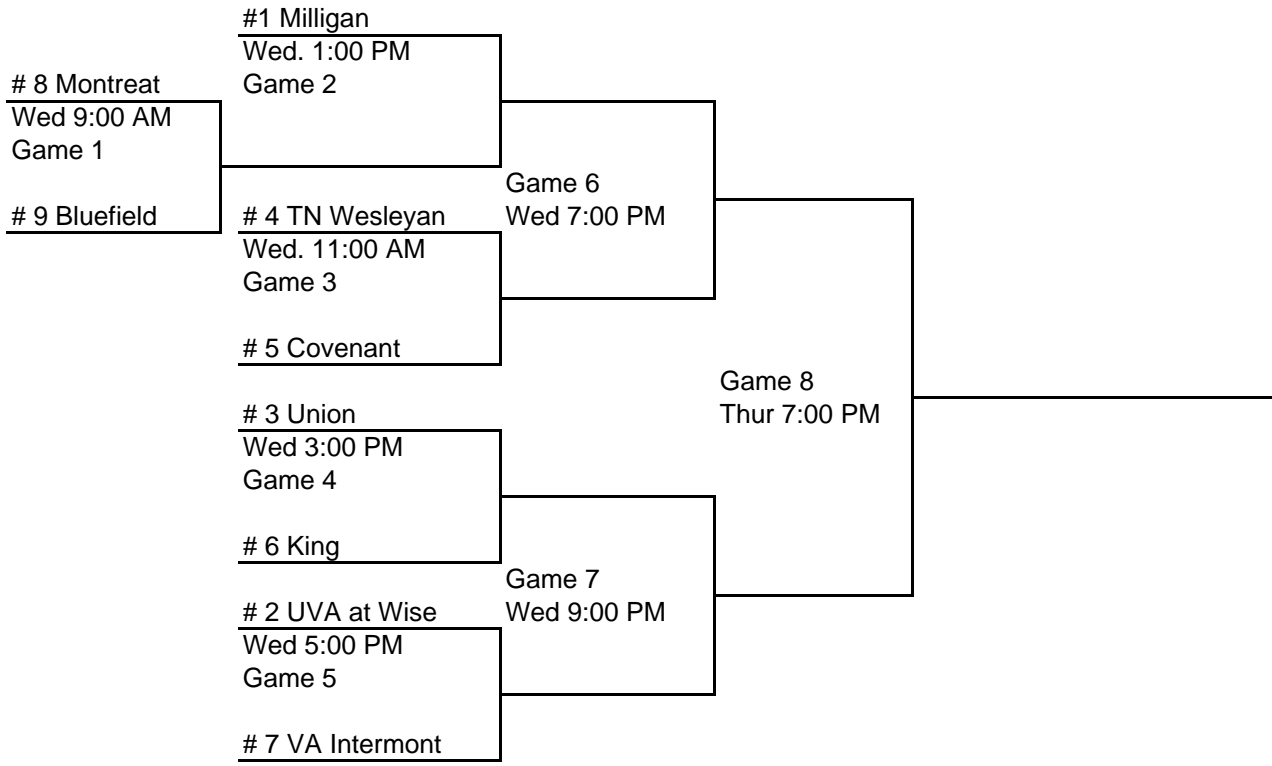 #1 Milligan
Wed. 1:00 PM
Game 2
# 8 Montreat
Wed 9:00 AM
Game 1
# 9 Bluefield
# 4 TN Wesleyan
Wed. 11:00 AM
Game 3
# 5 Covenant
Game 6
Wed 7:00 PM
# 3 Union
Wed 3:00 PM
Game 4
# 6 King
# 2 UVA at Wise
Wed 5:00 PM
Game 5
# 7 VA Intermont
Game 7
Wed 9:00 PM
Game 8
Thur 7:00 PM